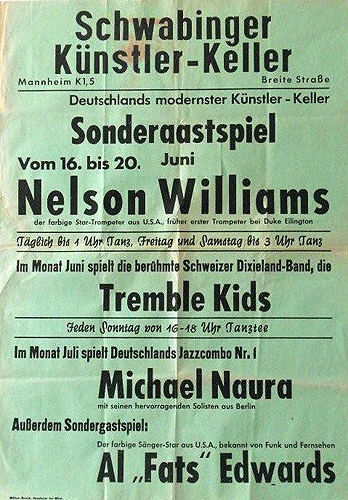 Schwabinger
Künstler-Keller
Mannheim K1,5 Breite Straße
Deutschlands modernster Künstler-Keller
Sondergastspiel
Vom 16. bis 20. Juni
Nelson Williams
der farbige Star-Trompeter aus U.S.A., früher erster Trompeter bei Duke Ellington
Täglich bis 1 Uhr Tanz, Freitag und Samstag bis 3 Uhr Tanz
Im Monat Juni spielt die berühmte Schweizer Dixieland-Band, die
Tremble Kids
Jeden Sonntag von 16-18 Uhr Tanztee
Im Monat Juli spielt Deutschlands Jazzcombo Nr. 1
Michael Naura
mit seinen hervorragenden Solisten aus Berlin
Außerdem Sondergastspiel:
Der farbige Sänger-Star aus U.S.A., bekannt von Funk und Fernsehen
Al „Fats" Edwards